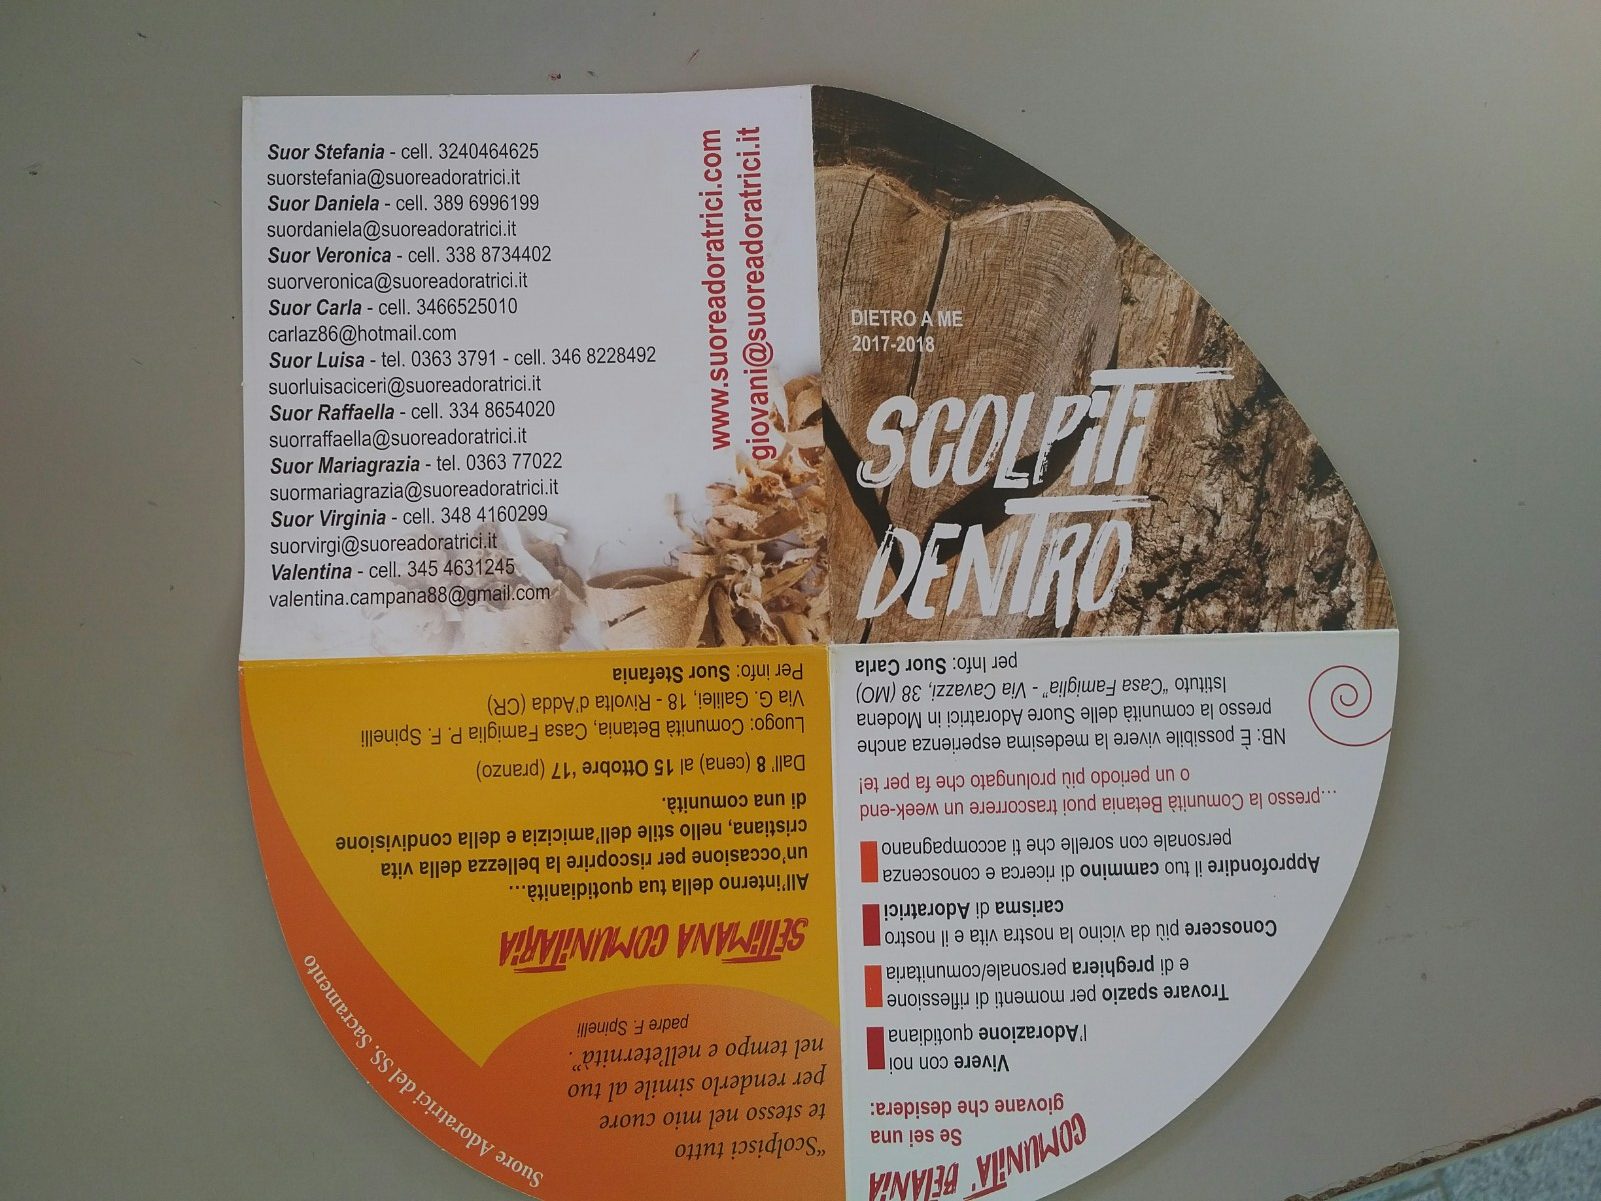 Suor Stefania - cell. 3240464625
suorstefania@suoreadoratrici.it
Suor Daniela - cell. 389 6996199
suordaniela@suoreadoratrici.it
Suor Veronica - cell. 338 8734402
suorveronica@suoreadoratrici.it
Suor Carla - cell. 3466525010
carlaz86@hotmail.com
Suor Luisa - tel. 0363 3791 - cell. 346 8228492
suorluisaciceri@suoreadoratrici.it
Suor Raffaella - cell. 334 8654020
suorraffaella@suoreadoratrici.it
Suor Mariagrazia - tel. 0363 77022
suormariagrazia@suoreadoratrici.it
Suor Virginia - cell. 348 4160299
suorvirgi@suoreadoratrici.it
Valentina - cell. 345 4631245
valentina.campana88@gmail.com
www.suoreadoratrici.com
giovani@suoreadoratrici.it
DIETRO A ME
2017-2018
SCOLPITI
DENTRO
COMUNITA' BETANIA
Se sei una
giovane che desidera:
Vivere con noi
l'Adorazione quotidiana
Trovare spazio per momenti di riflessione
e di preghiera personale/comunitaria
Conoscere più da vicino la nostra vita e il nostro
carisma di Adoratrici
Approfondire il tuo cammino di ricerca e conoscenza
personale con sorelle che ti accompagnano
...presso la Comunità Betania puoi trascorrere un week-end
o un periodo più prolungato che fa per te!
NB: È possibile vivere la medesima esperienza anche
presso la comunità delle Suore Adoratrici in Modena
Istituto "Casa Famiglia" - Via Cavazzi, 38 (MO)
per Info: Suor Carla
"Scolpisci tutto
te stesso nel mio cuore
per renderlo simile al tuo
nel tempo e nell'eternità".
padre F. Spinelli
Suore Adoratrici del SS. Sacramento
SETTIMANA COMUNITARIA
All'interno della tua quotidianità...
un'occasione per riscoprire la bellezza della vita
cristiana, nello stile dell'amicizia e della condivisione
di una comunità.
Dall' 8 (cena) al 15 Ottobre '17 (pranzo)
Luogo: Comunità Betania, Casa Famiglia P. F. Spinelli
Via G. Galilei, 18 - Rivolta d'Adda (CR)
Per info: Suor Stefania